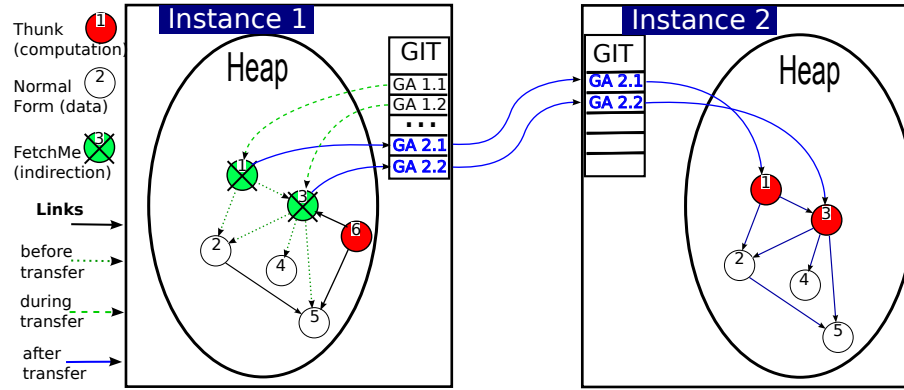 Instance 1
Instance 2
Thunk
(computation)
1
Normal
Form (data)
2
FetchMe
(indirection)
3
Links
before
transfer
during
transfer
after
transfer
Heap
GIT
GA 1.1
GA 1.2
...
GA 2.1
GA 2.2
1
3
6
2
4
5
GIT
GA 2.1
GA 2.2
Heap
1
3
2
4
5